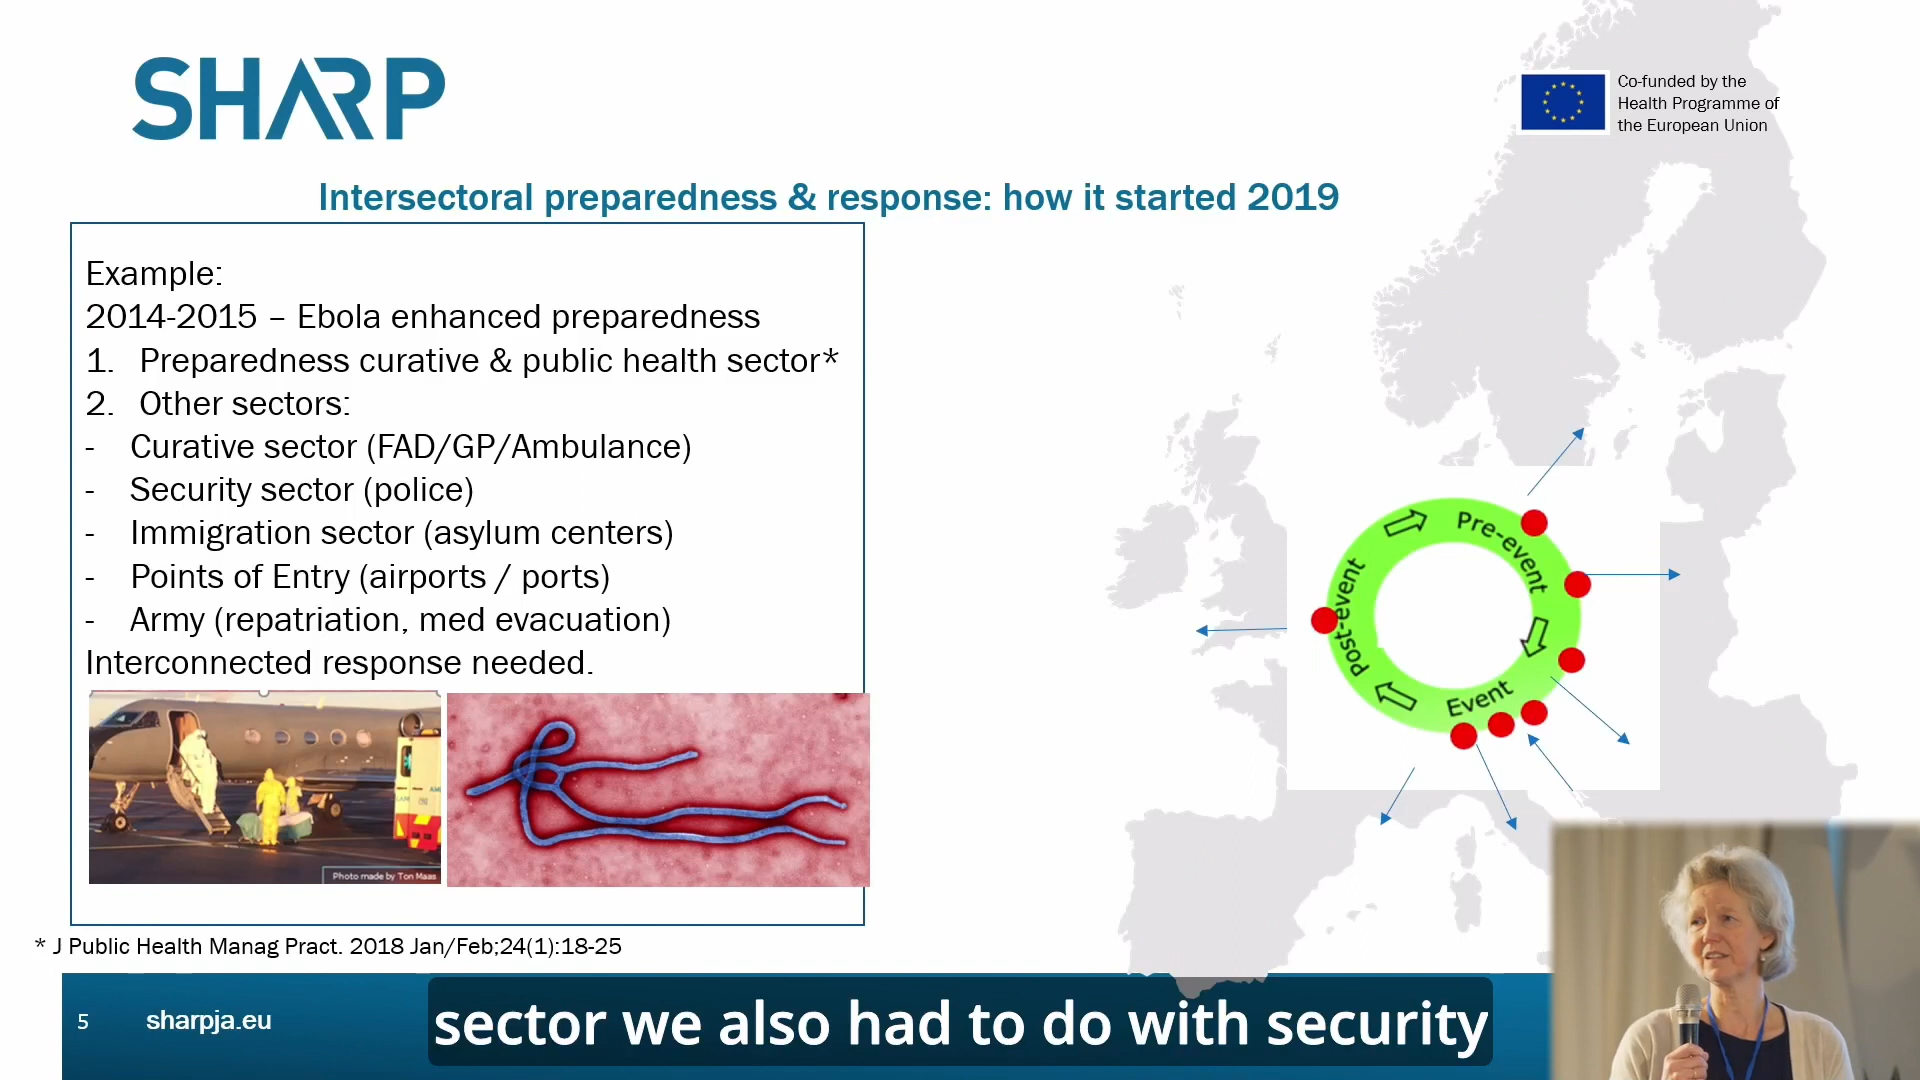 SHARP
Co-funded by the
Health Programme of
the European Union
Intersectoral preparedness & response: how it started 2019
Example:
2014-2015 – Ebola enhanced preparedness
1. Preparedness curative & public health sector*
2. Other sectors:
- Curative sector (FAD/GP/Ambulance)
- Security sector (police)
- Immigration sector (asylum centers)
- Points of Entry (airports / ports)
- Army (repatriation, med evacuation)
Interconnected response needed.
Photo made by Ton Maas
Pre-event
Event
Post-event
* J Public Health Manag Pract. 2018 Jan/Feb;24(1):18-25
5 sharpja.eu
sector we also had to do with security